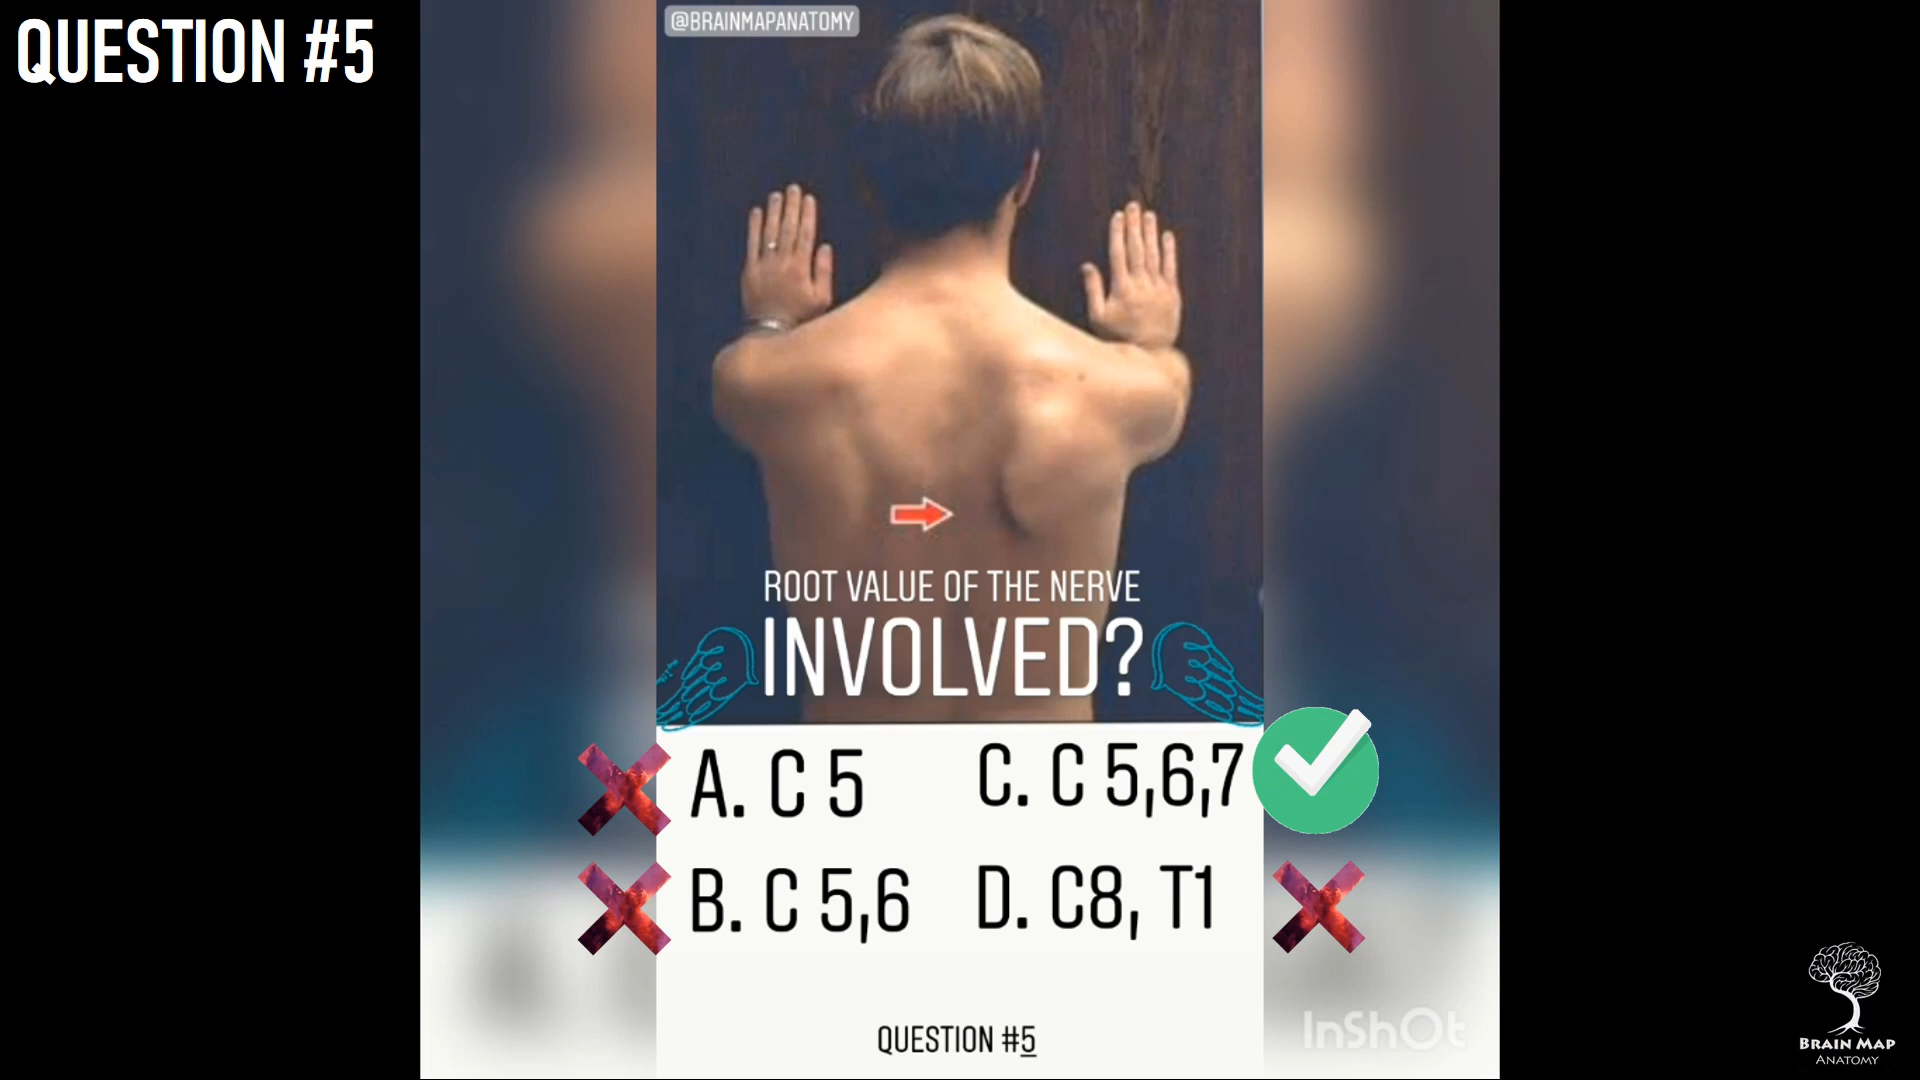 QUESTION #5
@BRAINMAPANATOMY
ROOT VALUE OF THE NERVE
INVOLVED?
A. C 5
C. C 5,6,7
B. C 5,6
D. C8, T1
QUESTION #5
InShOt
BRAIN MAP
ANATOMY